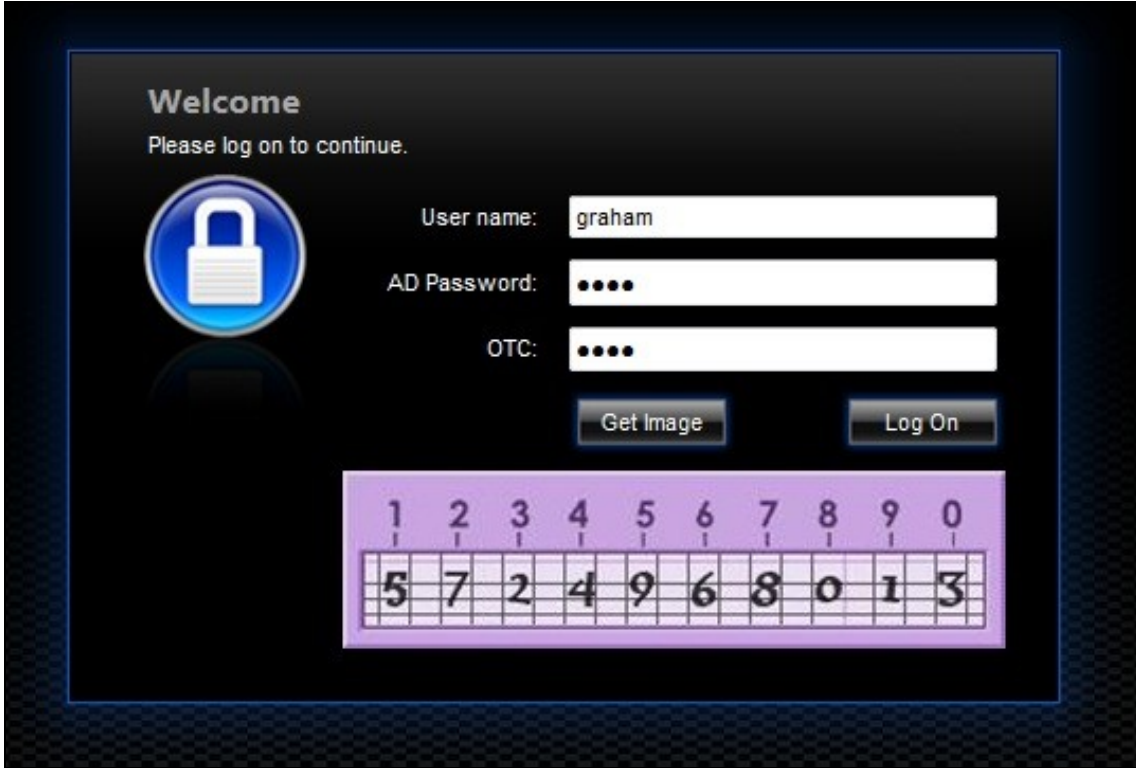 Welcome
Please log on to continue.
User name: graham
AD Password: ••••
OTC: ••••
Get Image Log On
1 2 3 4 5 6 7 8 9 0
5 7 2 4 9 6 8 0 1 3